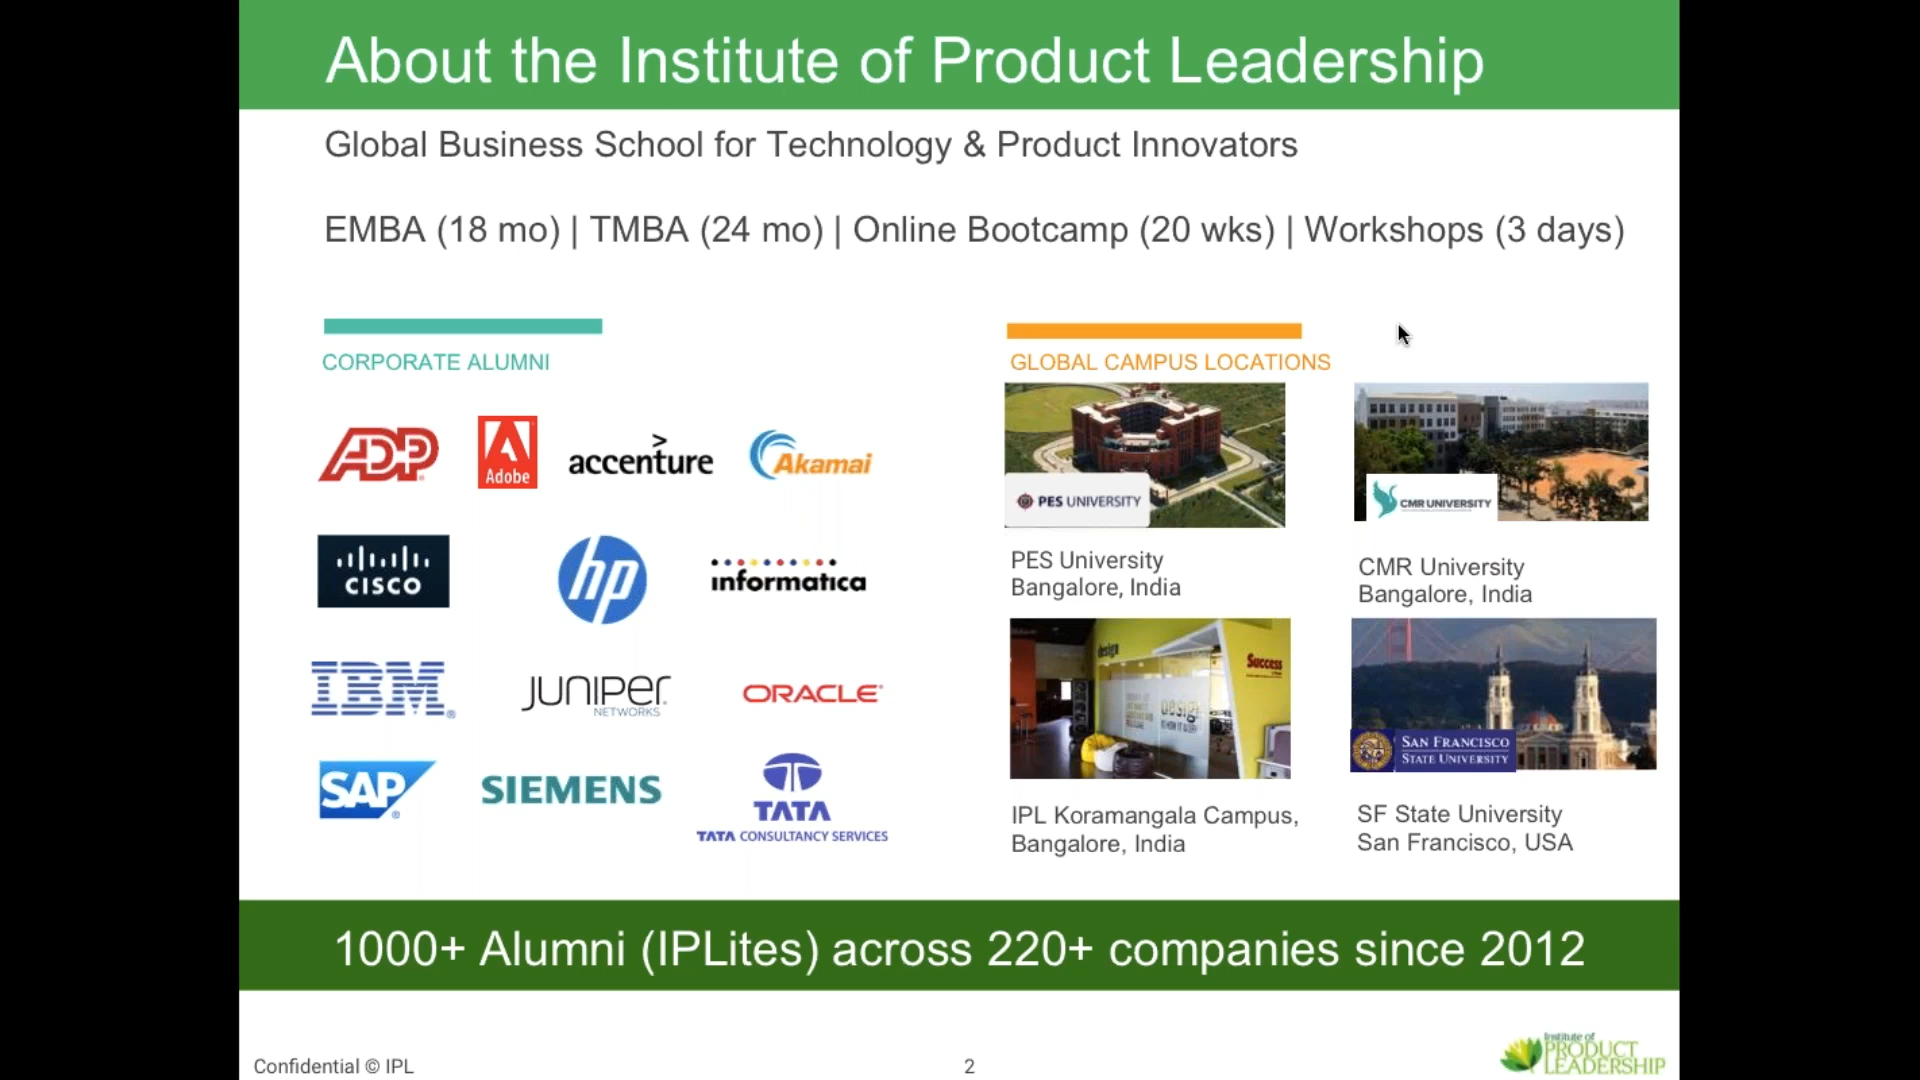 About the Institute of Product Leadership
Global Business School for Technology & Product Innovators
EMBA (18 mo) | TMBA (24 mo) | Online Bootcamp (20 wks) | Workshops (3 days)
CORPORATE ALUMNI
ADP
Adobe
accenture
Akamai
CISCO
hp
informatica
IBM
JUNIPER
NETWORKS
ORACLE
SAP
SIEMENS
TATA
TATA CONSULTANCY SERVICES
GLOBAL CAMPUS LOCATIONS
PES UNIVERSITY
PES University
Bangalore, India
CMR UNIVERSITY
CMR University
Bangalore, India
design
Success
design
IPL Koramangala Campus,
Bangalore, India
SAN FRANCISCO
STATE UNIVERSITY
SF State University
San Francisco, USA
1000+ Alumni (IPLites) across 220+ companies since 2012
Confidential © IPL
2
Institute of
PRODUCT
LEADERSHIP